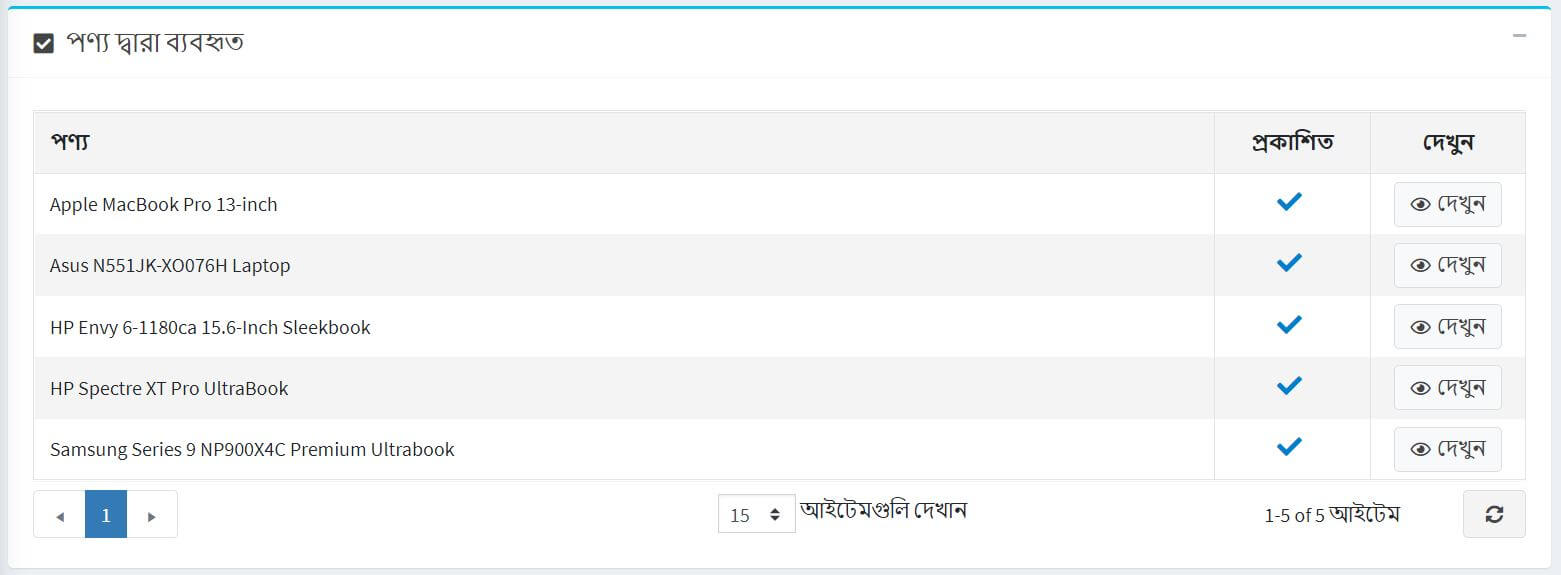 পণ্য দ্বারা ব্যবহৃত
পণ্য প্রকাশিত দেখুন
Apple MacBook Pro 13-inch দেখুন
Asus N551JK-XO076H Laptop দেখুন
HP Envy 6-1180ca 15.6-Inch Sleekbook দেখুন
HP Spectre XT Pro UltraBook দেখুন
Samsung Series 9 NP900X4C Premium Ultrabook দেখুন
1 15 আইটেমগুলি দেখান 1-5 of 5 আইটেম